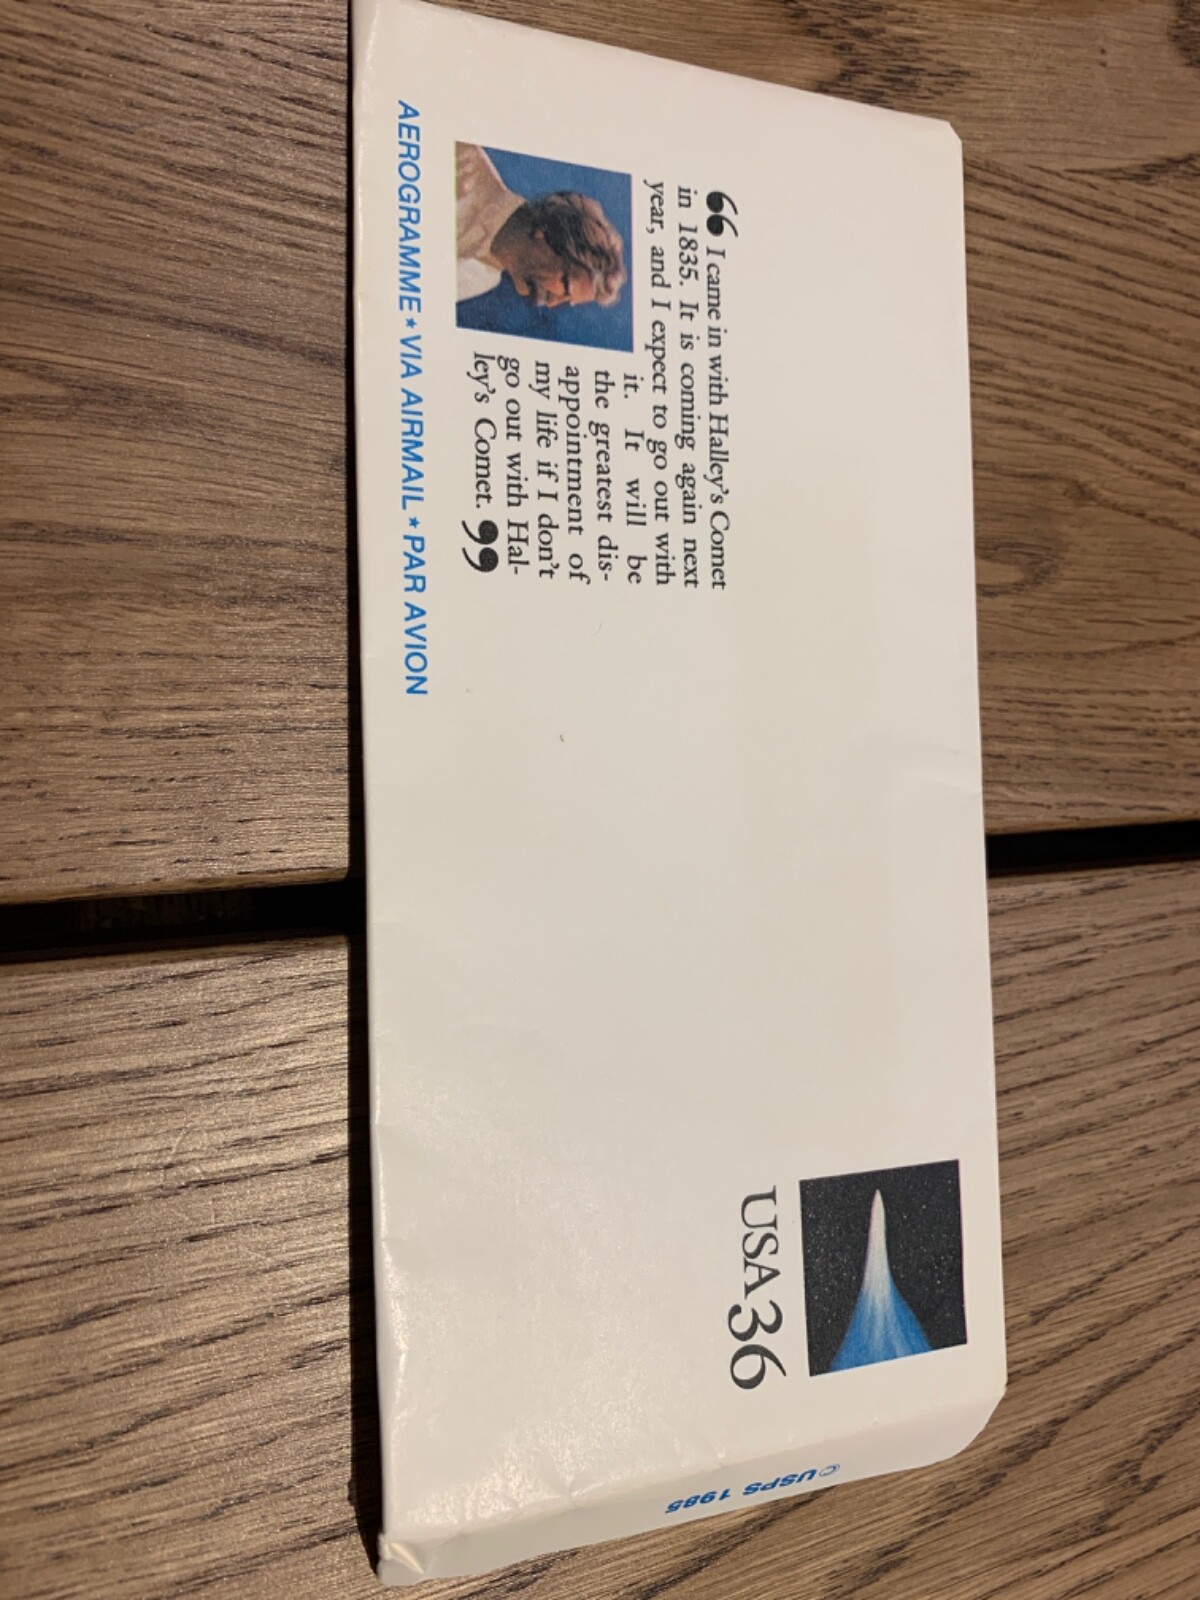 USA36
“ I came in with Halley's Comet
in 1835. It is coming again next
year, and I expect to go out with
it. It will be
the greatest dis-
appointment of
my life if I don't
go out with Hal-
ley's Comet. ”
AEROGRAMME★VIA AIRMAIL★PAR AVION
© USPS 1985